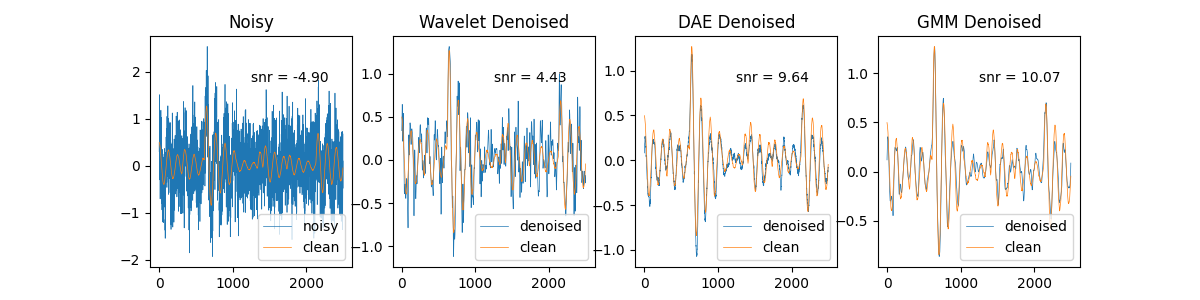 Noisy
snr = -4.90
2
1
0
−1
−2
0
1000
2000
noisy
clean
Wavelet Denoised
snr = 4.43
1.0
0.5
0.0
−0.5
−1.0
0
1000
2000
denoised
clean
DAE Denoised
snr = 9.64
1.0
0.5
0.0
−0.5
−1.0
0
1000
2000
denoised
clean
GMM Denoised
snr = 10.07
1.0
0.5
0.0
−0.5
0
1000
2000
denoised
clean